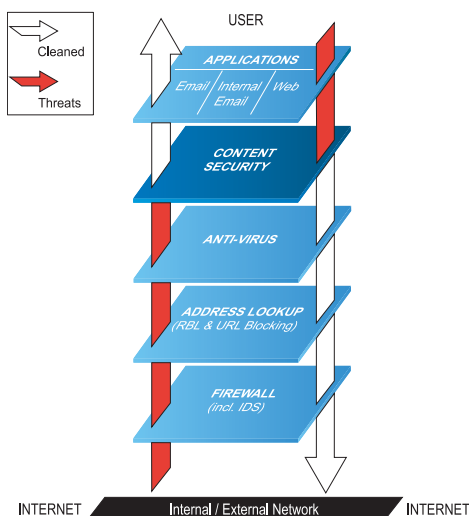 USER
Cleaned
Threats
APPLICATIONS
Email Internal Email Web
CONTENT
SECURITY
ANTI-VIRUS
ADDRESS LOOKUP
(RBL & URL Blocking)
FIREWALL
(incl. IDS)
INTERNET Internal / External Network INTERNET